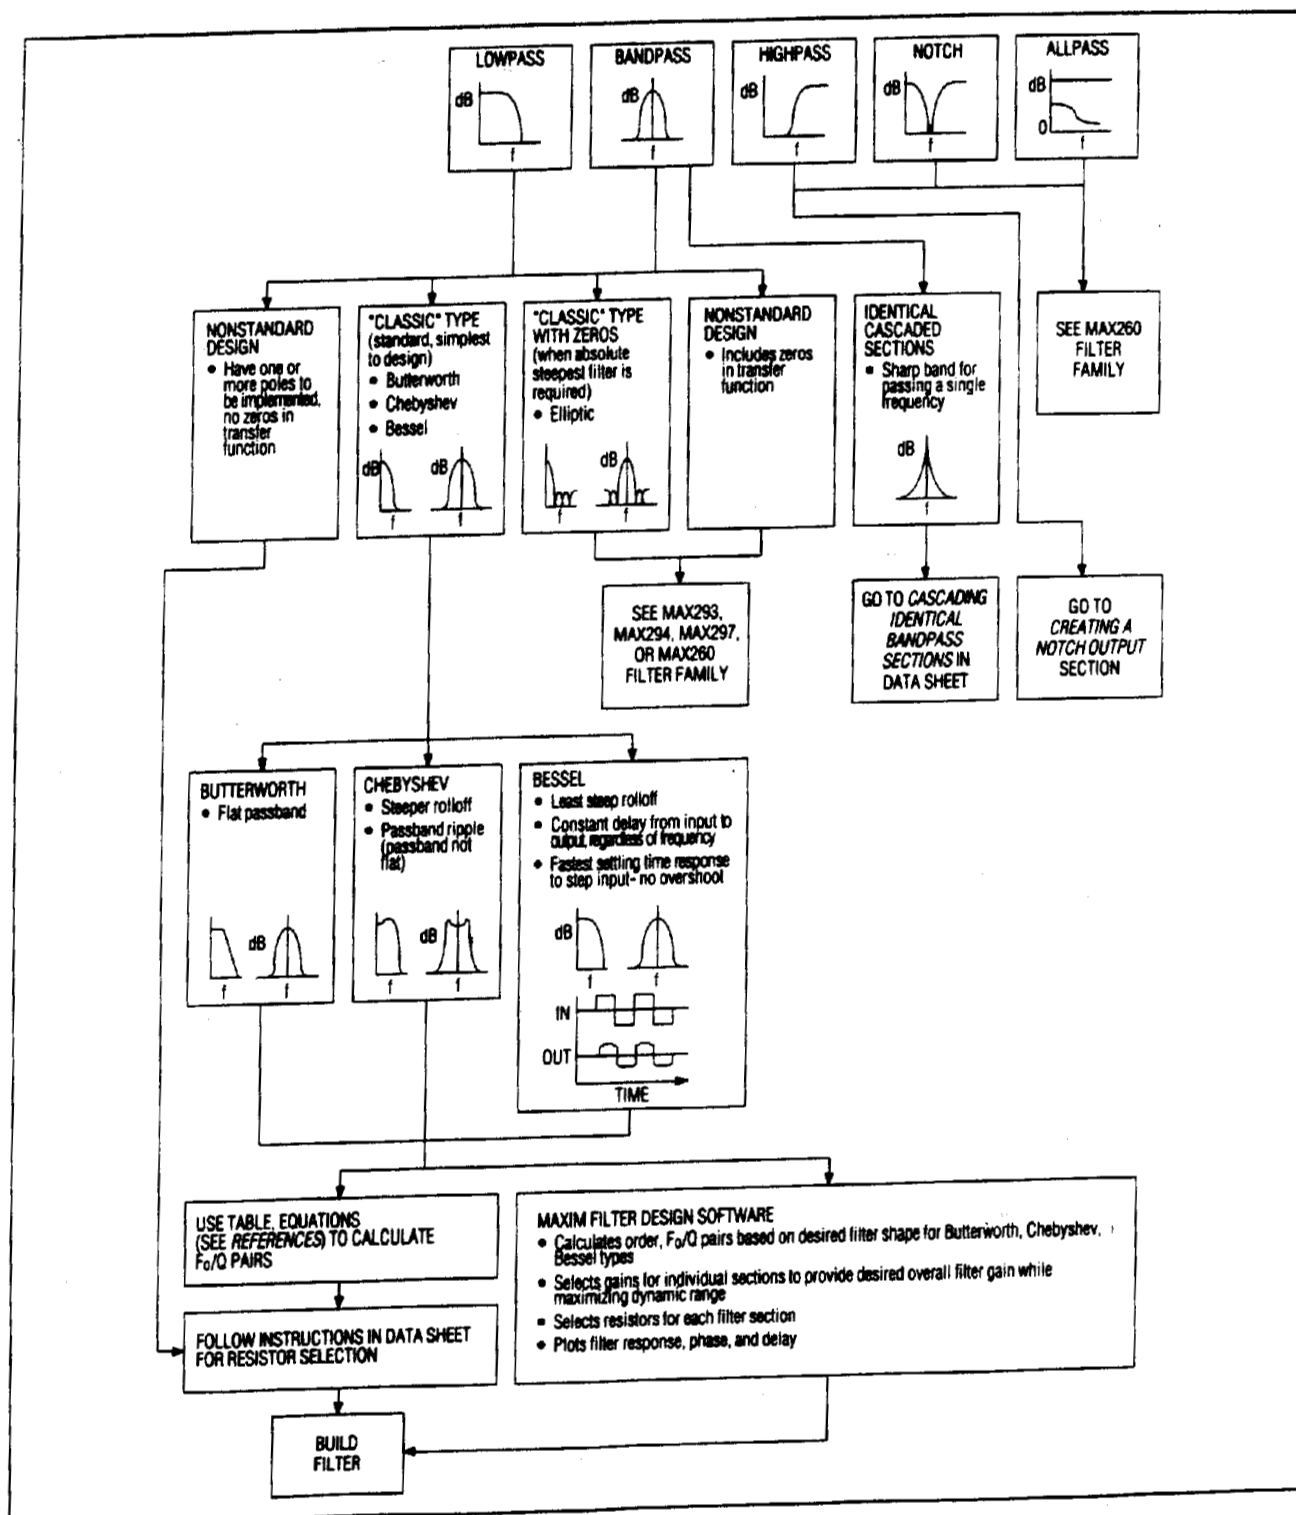 LOWPASS
dB
f
BANDPASS
dB
f
HIGHPASS
dB
f
NOTCH
dB
f
ALLPASS
dB
0
f
NONSTANDARD
DESIGN
• Have one or
more poles to
be implemented,
no zeros in
transfer
function
"CLASSIC" TYPE
(standard, simplest
to design)
• Butterworth
• Chebyshev
• Bessel
dB
f
dB
f
"CLASSIC" TYPE
WITH ZEROS
(when absolute
steepest filter is
required)
• Elliptic
f
dB
f
NONSTANDARD
DESIGN
• Includes zeros
in transfer
function
IDENTICAL
CASCADED
SECTIONS
• Sharp band for
passing a single
frequency
dB
f
SEE MAX260
FILTER
FAMILY
SEE MAX293,
MAX294, MAX297,
OR MAX260
FILTER FAMILY
GO TO CASCADING
IDENTICAL
BANDPASS
SECTIONS IN
DATA SHEET
GO TO
CREATING A
NOTCH OUTPUT
SECTION
BUTTERWORTH
• Flat passband
f
dB
f
CHEBYSHEV
• Steeper rolloff
• Passband ripple
(passband not
flat)
f
dB
f
BESSEL
• Least steep rolloff
• Constant delay from input to
output, regardless of frequency
• Fastest settling time response
to step input- no overshoot
dB
f
f
IN
OUT
TIME
USE TABLE, EQUATIONS
(SEE REFERENCES) TO CALCULATE
Fo/Q PAIRS
FOLLOW INSTRUCTIONS IN DATA SHEET
FOR RESISTOR SELECTION
BUILD
FILTER
MAXIM FILTER DESIGN SOFTWARE
• Calculates order, Fo/Q pairs based on desired filter shape for Butterworth, Chebyshev,
Bessel types
• Selects gains for individual sections to provide desired overall filter gain while
maximizing dynamic range
• Selects resistors for each filter section
• Plots filter response, phase, and delay